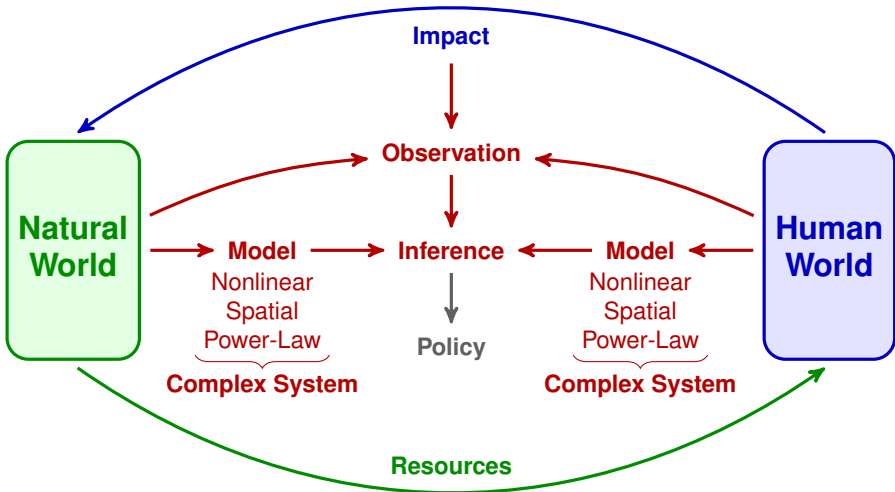 Impact
Observation
Natural
World
Model
Nonlinear
Spatial
Power-Law
Complex System
Inference
Policy
Model
Nonlinear
Spatial
Power-Law
Complex System
Human
World
Resources